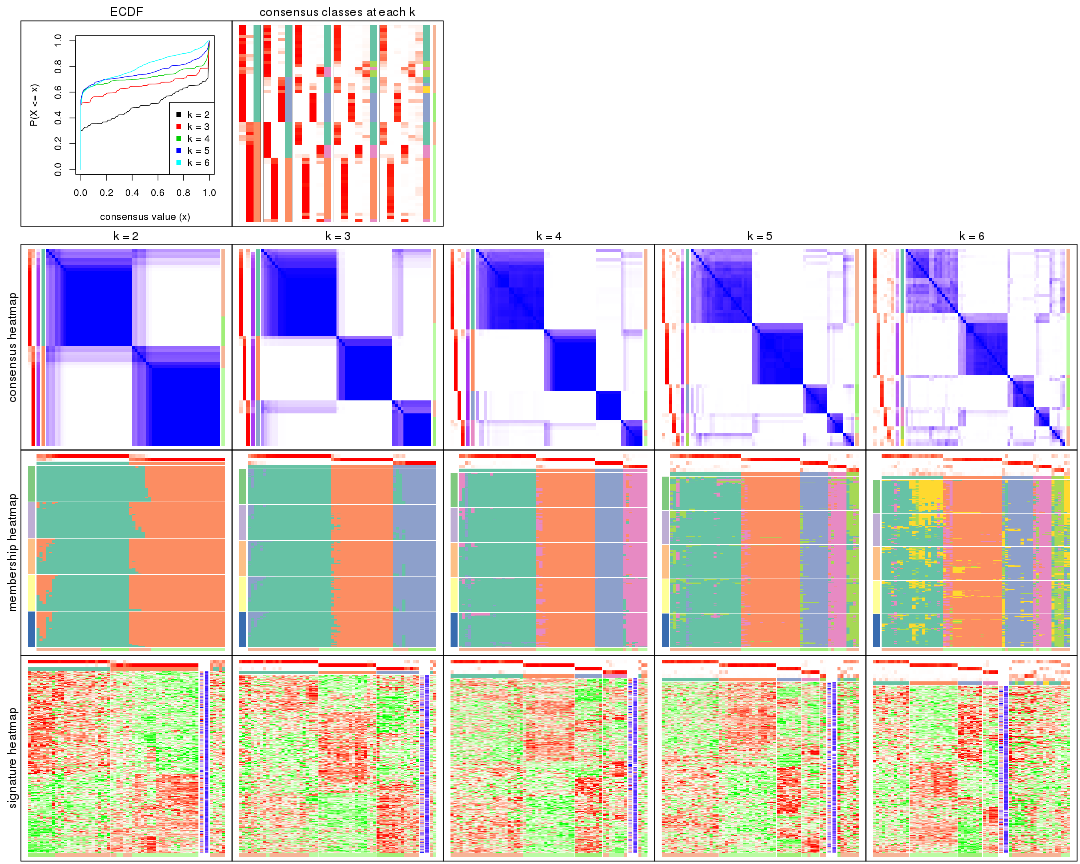 ECDF
consensus classes at each k
P(X <= x)
0.0
0.2
0.4
0.6
0.8
1.0
k = 2
k = 3
k = 4
k = 5
k = 6
0.0 0.2 0.4 0.6 0.8 1.0
consensus value (x)
k = 2
k = 3
k = 4
k = 5
k = 6
consensus heatmap
membership heatmap
signature heatmap